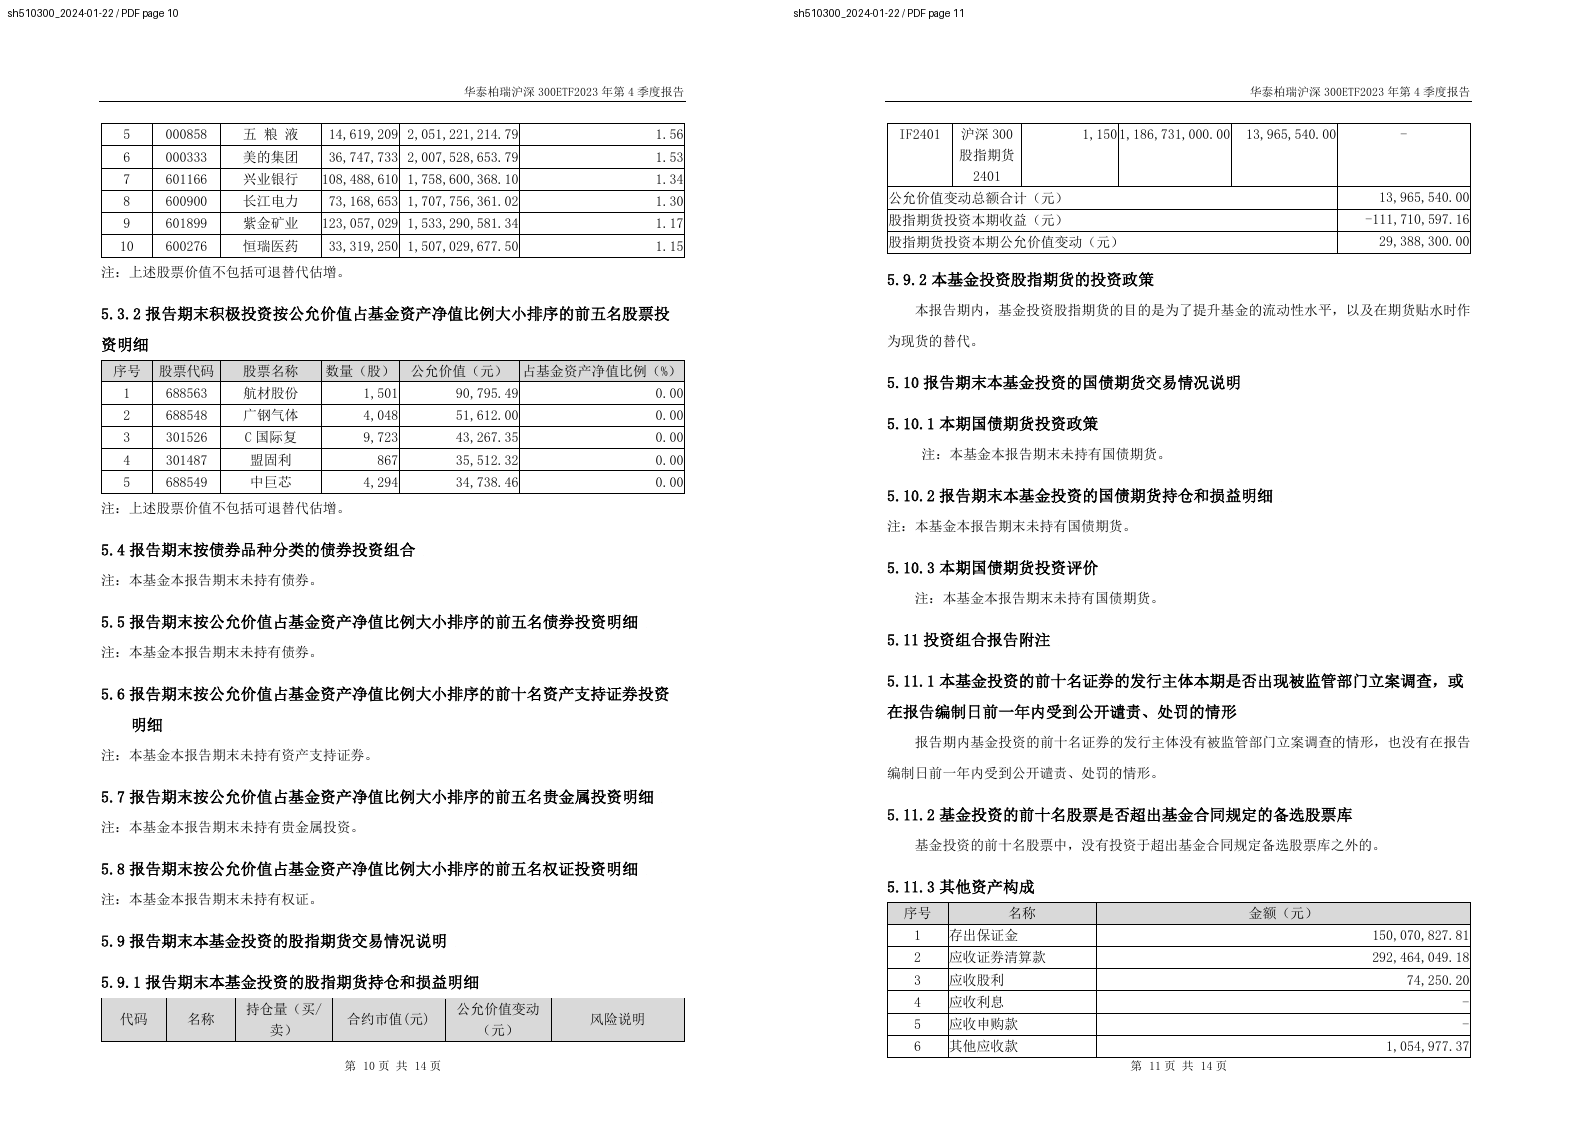 sh510300_2024-01-22 / PDF page 10
华泰柏瑞沪深 300ETF2023 年第 4 季度报告
5 000858 五 粮 液 14,619,209 2,051,221,214.79 1.56
6 000333 美的集团 36,747,733 2,007,528,653.79 1.53
7 601166 兴业银行 108,488,610 1,758,600,368.10 1.34
8 600900 长江电力 73,168,653 1,707,756,361.02 1.30
9 601899 紫金矿业 123,057,029 1,533,290,581.34 1.17
10 600276 恒瑞医药 33,319,250 1,507,029,677.50 1.15
注：上述股票价值不包括可退替代估增。
5.3.2 报告期末积极投资按公允价值占基金资产净值比例大小排序的前五名股票投
资明细
序号 股票代码 股票名称 数量（股） 公允价值（元） 占基金资产净值比例（%）
1 688563 航材股份 1,501 90,795.49 0.00
2 688548 广钢气体 4,048 51,612.00 0.00
3 301526 C 国际复 9,723 43,267.35 0.00
4 301487 盟固利 867 35,512.32 0.00
5 688549 中巨芯 4,294 34,738.46 0.00
注：上述股票价值不包括可退替代估增。
5.4 报告期末按债券品种分类的债券投资组合
注：本基金本报告期末未持有债券。
5.5 报告期末按公允价值占基金资产净值比例大小排序的前五名债券投资明细
注：本基金本报告期末未持有债券。
5.6 报告期末按公允价值占基金资产净值比例大小排序的前十名资产支持证券投资
明细
注：本基金本报告期末未持有资产支持证券。
5.7 报告期末按公允价值占基金资产净值比例大小排序的前五名贵金属投资明细
注：本基金本报告期末未持有贵金属投资。
5.8 报告期末按公允价值占基金资产净值比例大小排序的前五名权证投资明细
注：本基金本报告期末未持有权证。
5.9 报告期末本基金投资的股指期货交易情况说明
5.9.1 报告期末本基金投资的股指期货持仓和损益明细
代码 名称 持仓量（买/ 合约市值(元) 公允价值变动 风险说明
卖） （元）
第 10 页 共 14 页
sh510300_2024-01-22 / PDF page 11
华泰柏瑞沪深 300ETF2023 年第 4 季度报告
IF2401 沪深 300 1,150 1,186,731,000.00 13,965,540.00 -
股指期货
2401
公允价值变动总额合计（元） 13,965,540.00
股指期货投资本期收益（元） -111,710,597.16
股指期货投资本期公允价值变动（元） 29,388,300.00
5.9.2 本基金投资股指期货的投资政策
本报告期内，基金投资股指期货的目的是为了提升基金的流动性水平，以及在期货贴水时作
为现货的替代。
5.10 报告期末本基金投资的国债期货交易情况说明
5.10.1 本期国债期货投资政策
注：本基金本报告期末未持有国债期货。
5.10.2 报告期末本基金投资的国债期货持仓和损益明细
注：本基金本报告期末未持有国债期货。
5.10.3 本期国债期货投资评价
注：本基金本报告期末未持有国债期货。
5.11 投资组合报告附注
5.11.1 本基金投资的前十名证券的发行主体本期是否出现被监管部门立案调查，或
在报告编制日前一年内受到公开谴责、处罚的情形
报告期内基金投资的前十名证券的发行主体没有被监管部门立案调查的情形，也没有在报告
编制日前一年内受到公开谴责、处罚的情形。
5.11.2 基金投资的前十名股票是否超出基金合同规定的备选股票库
基金投资的前十名股票中，没有投资于超出基金合同规定备选股票库之外的。
5.11.3 其他资产构成
序号 名称 金额（元）
1 存出保证金 150,070,827.81
2 应收证券清算款 292,464,049.18
3 应收股利 74,250.20
4 应收利息 -
5 应收申购款 -
6 其他应收款 1,054,977.37
第 11 页 共 14 页